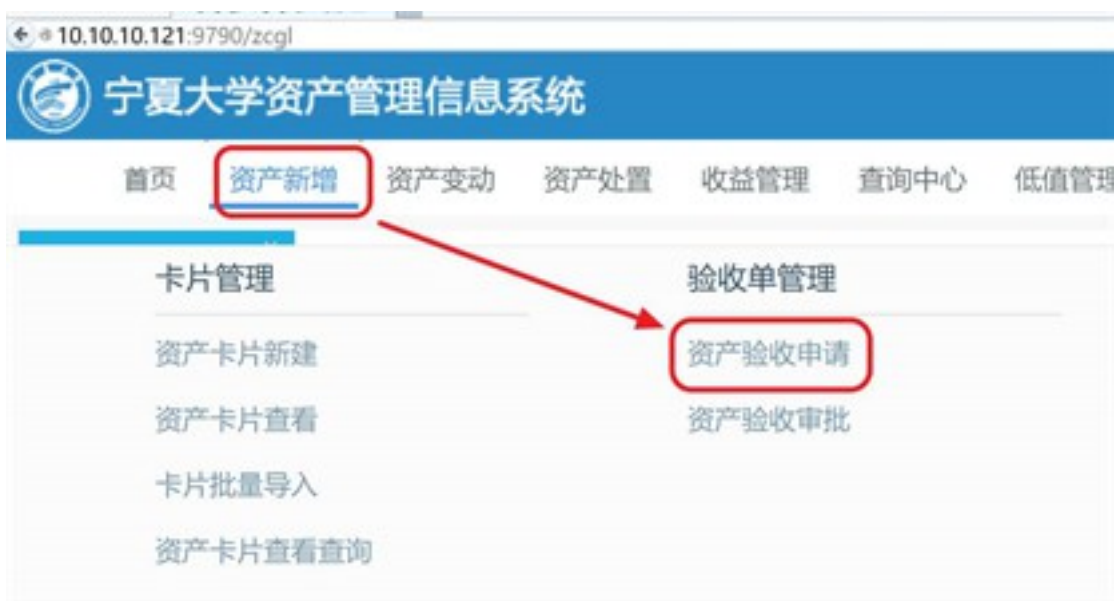 10.10.10.121:9790/zcgl
宁夏大学资产管理信息系统
首页 资产新增 资产变动 资产处置 收益管理 查询中心 低值管理
卡片管理 验收单管理
资产卡片新建 资产验收申请
资产卡片查看 资产验收审批
卡片批量导入
资产卡片查看查询